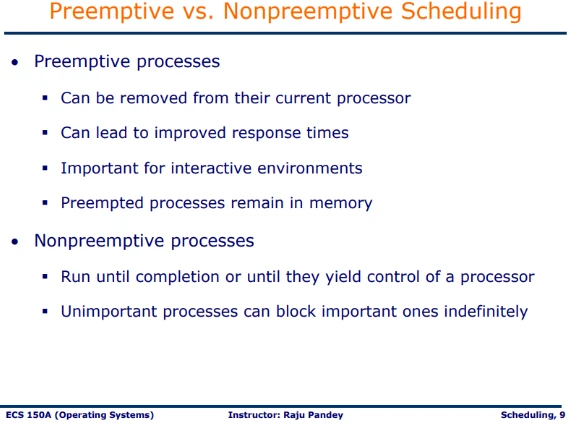 Preemptive vs. Nonpreemptive Scheduling
• Preemptive processes
▪ Can be removed from their current processor
▪ Can lead to improved response times
▪ Important for interactive environments
▪ Preempted processes remain in memory
• Nonpreemptive processes
▪ Run until completion or until they yield control of a processor
▪ Unimportant processes can block important ones indefinitely
ECS 150A (Operating Systems) Instructor: Raju Pandey Scheduling, 9